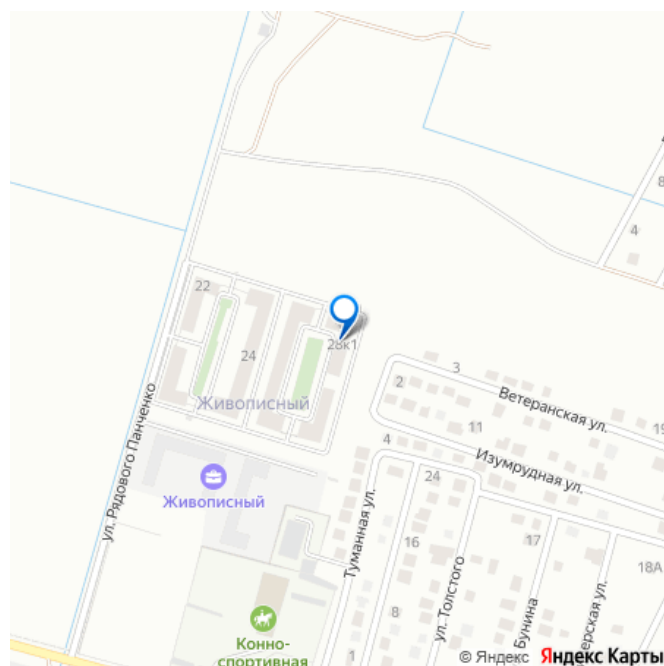 8
4
22
28к1
24
3
Живописный
2
Ветеранская ул.
19
11
ул. Рядового Панченко
4
Изумрудная ул.
24
Живописный
Туманная ул.
16
17
18А
ул. Толстого
8
Бунина
Конно-
спортивная
1
© Яндекс Яндекс Карты